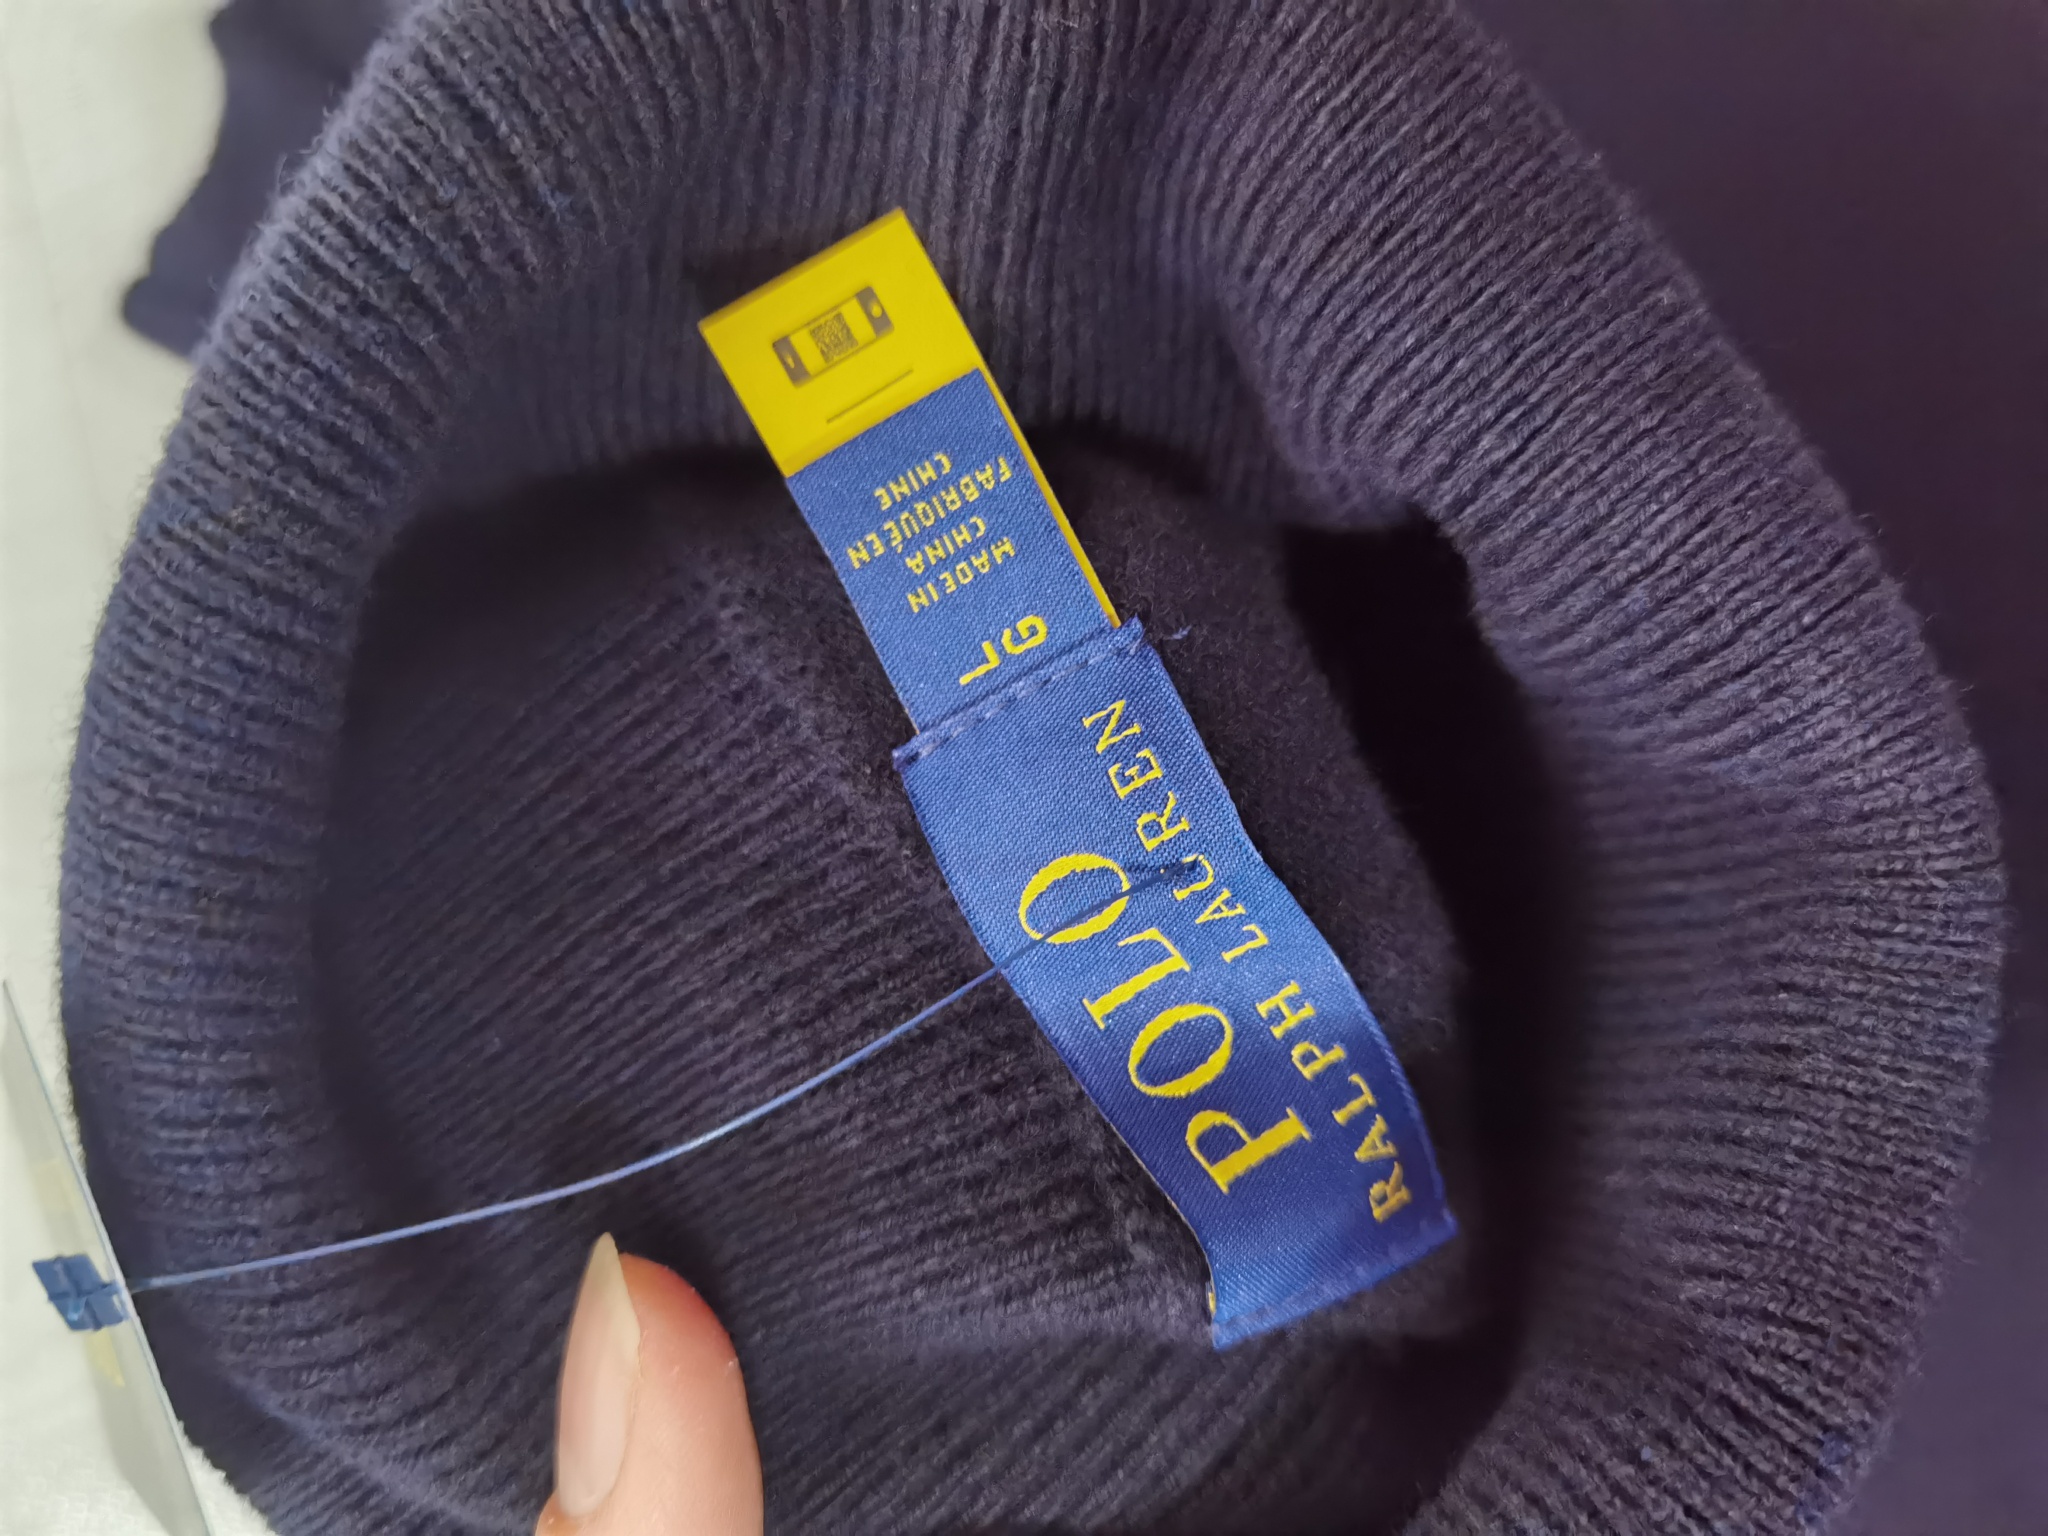 POLO
RALPH LAUREN
L
G
MADE IN
CHINA
FABRIQUÉ EN
CHINE